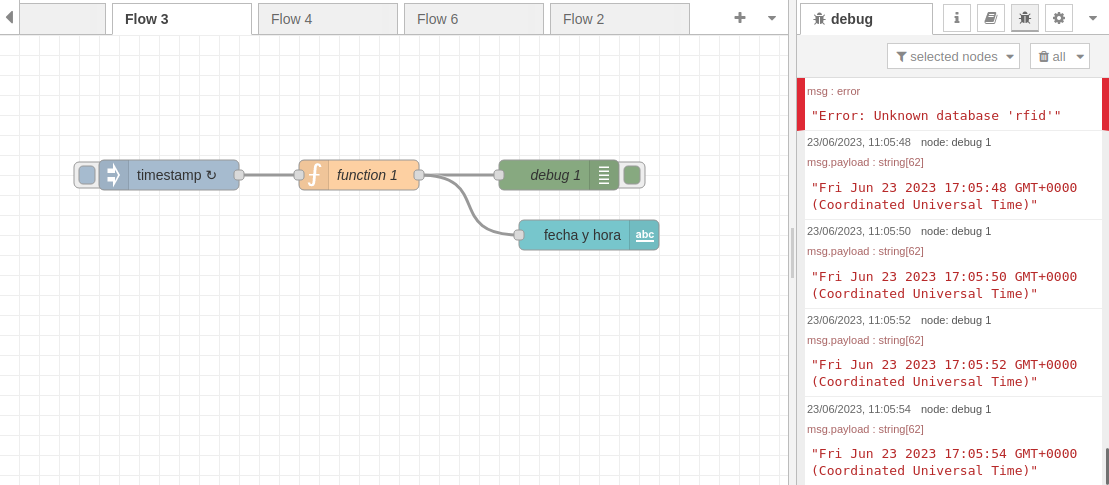 Flow 3
Flow 4
Flow 6
Flow 2
debug
selected nodes
all
msg : error
"Error: Unknown database 'rfid'"
23/06/2023, 11:05:48 node: debug 1
msg.payload : string[62]
"Fri Jun 23 2023 17:05:48 GMT+0000
(Coordinated Universal Time)"
23/06/2023, 11:05:50 node: debug 1
msg.payload : string[62]
"Fri Jun 23 2023 17:05:50 GMT+0000
(Coordinated Universal Time)"
23/06/2023, 11:05:52 node: debug 1
msg.payload : string[62]
"Fri Jun 23 2023 17:05:52 GMT+0000
(Coordinated Universal Time)"
23/06/2023, 11:05:54 node: debug 1
msg.payload : string[62]
"Fri Jun 23 2023 17:05:54 GMT+0000
(Coordinated Universal Time)"
timestamp ↻
function 1
debug 1
fecha y hora
abc